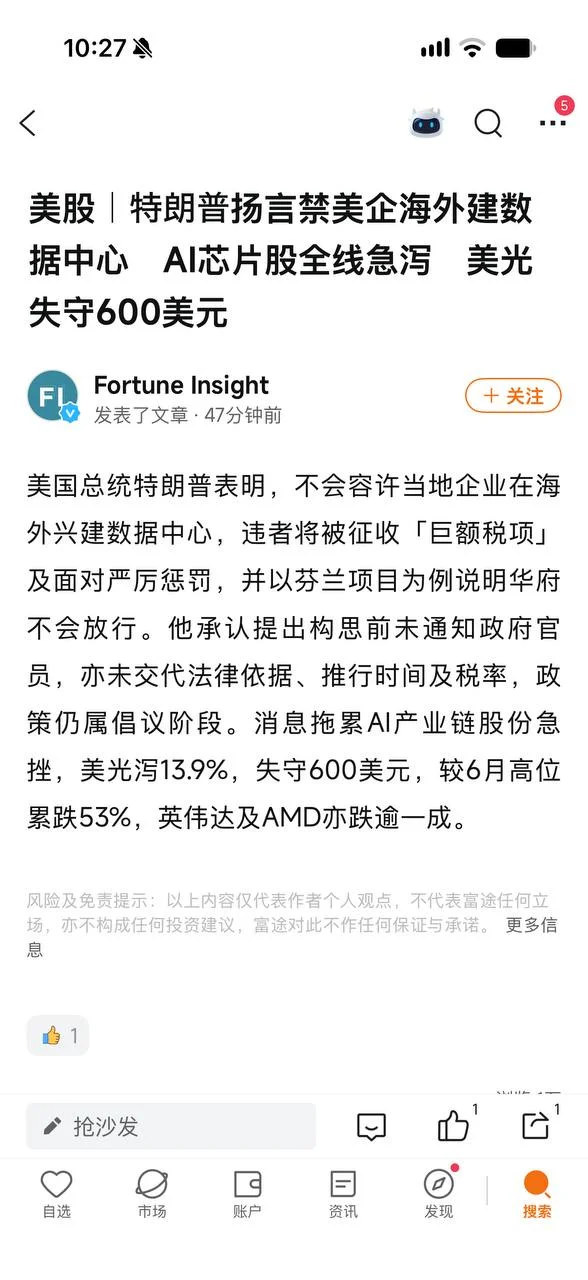 10:27
5
美股｜特朗普扬言禁美企海外建数
据中心　AI芯片股全线急泻　美光
失守600美元
FI
Fortune Insight
发表了文章 · 47分钟前
＋ 关注
美国总统特朗普表明，不会容许当地企业在海
外兴建数据中心，违者将被征收「巨额税项」
及面对严厉惩罚，并以芬兰项目为例说明华府
不会放行。他承认提出构思前未通知政府官
员，亦未交代法律依据、推行时间及税率，政
策仍属倡议阶段。消息拖累AI产业链股份急
挫，美光泻13.9%，失守600美元，较6月高位
累跌53%，英伟达及AMD亦跌逾一成。
风险及免责提示：以上内容仅代表作者个人观点，不代表富途任何立
场，亦不构成任何投资建议，富途对此不作任何保证与承诺。 更多信
息
1
抢沙发
1
1
自选
市场
账户
资讯
发现
搜索